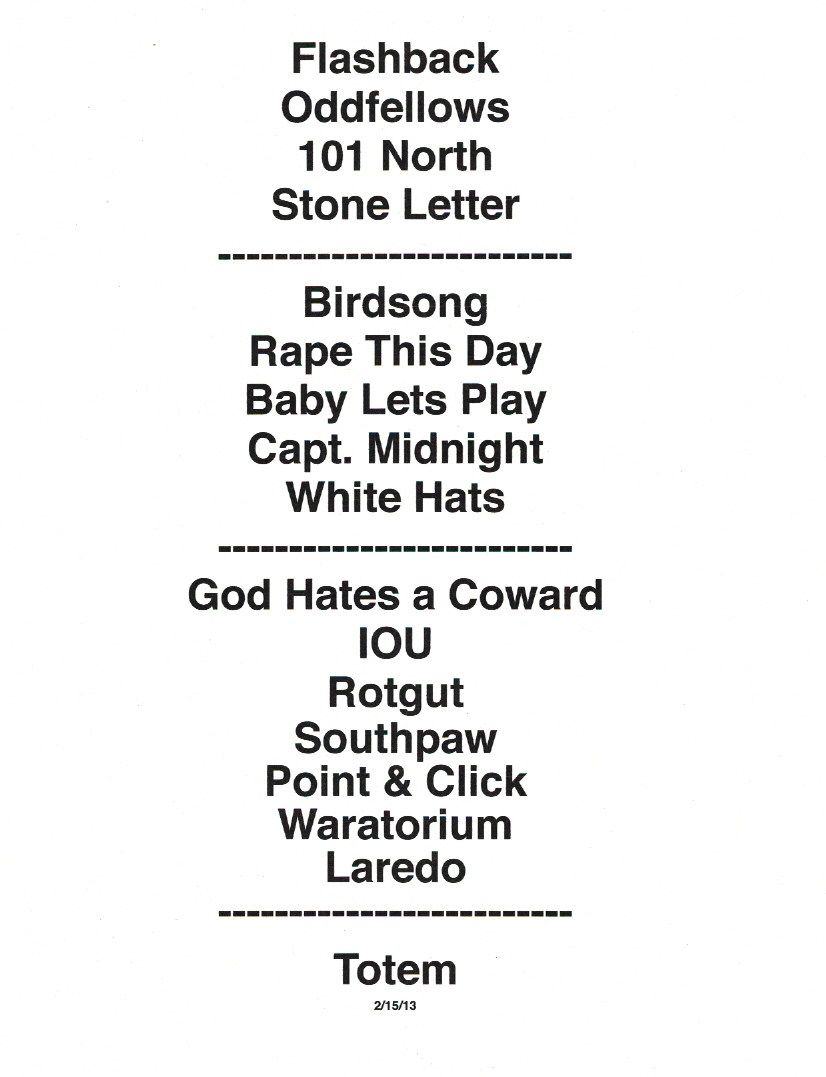 Flashback
Oddfellows
101 North
Stone Letter
-------------------------
Birdsong
Rape This Day
Baby Lets Play
Capt. Midnight
White Hats
-------------------------
God Hates a Coward
IOU
Rotgut
Southpaw
Point & Click
Waratorium
Laredo
-------------------------
Totem
2/15/13